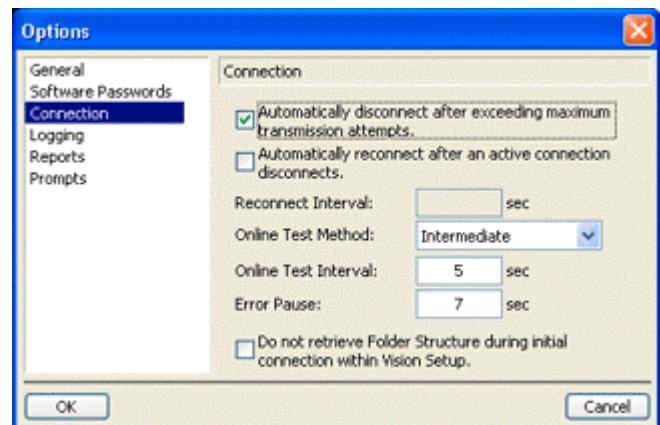 Options
General
Software Passwords
Connection
Logging
Reports
Prompts
Connection
Automatically disconnect after exceeding maximum
transmission attempts.
Automatically reconnect after an active connection
disconnects.
Reconnect Interval: sec
Online Test Method: Intermediate
Online Test Interval: 5 sec
Error Pause: 7 sec
Do not retrieve Folder Structure during initial
connection within Vision Setup.
OK Cancel